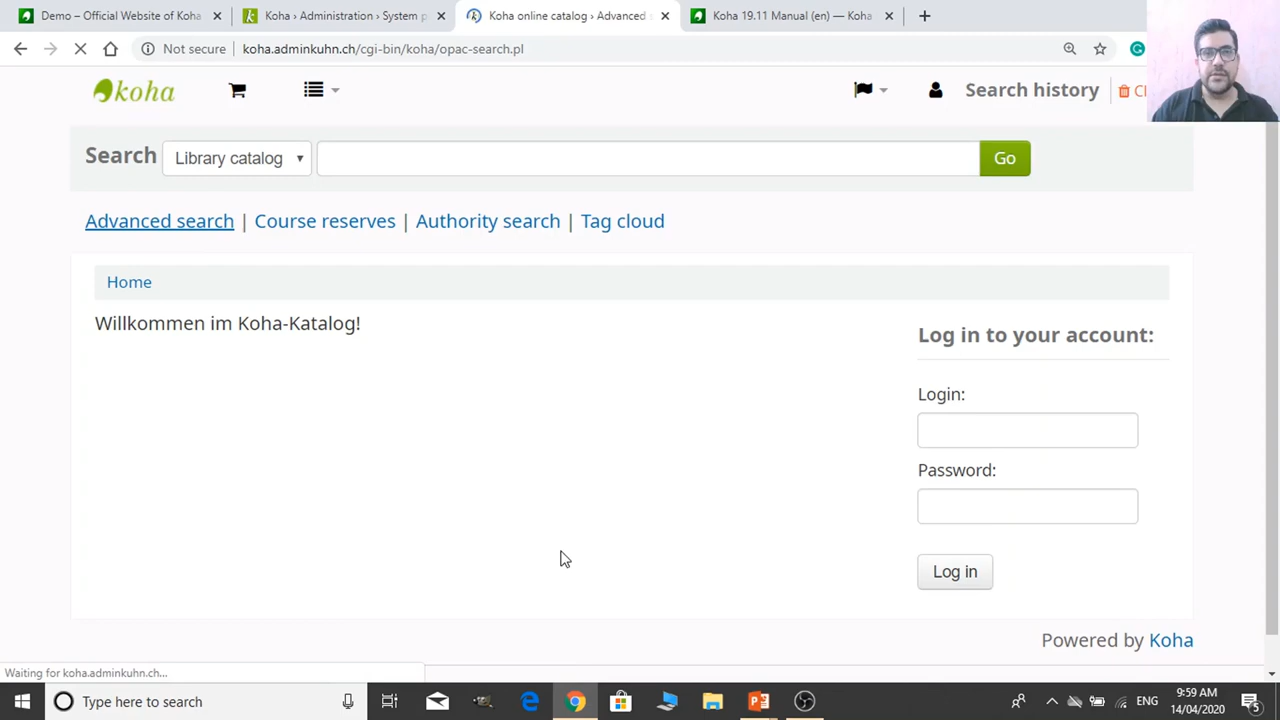 Demo – Official Website of Koha
Koha › Administration › System p
Koha online catalog › Advanced s
Koha 19.11 Manual (en) — Koha
Not secure
koha.adminkuhn.ch/cgi-bin/koha/opac-search.pl
koha
Search history
Search
Library catalog
Go
Advanced search | Course reserves | Authority search | Tag cloud
Home
Willkommen im Koha-Katalog!
Log in to your account:
Login:
Password:
Log in
Powered by Koha
Waiting for koha.adminkuhn.ch...
Type here to search
ENG
9:59 AM
14/04/2020
5